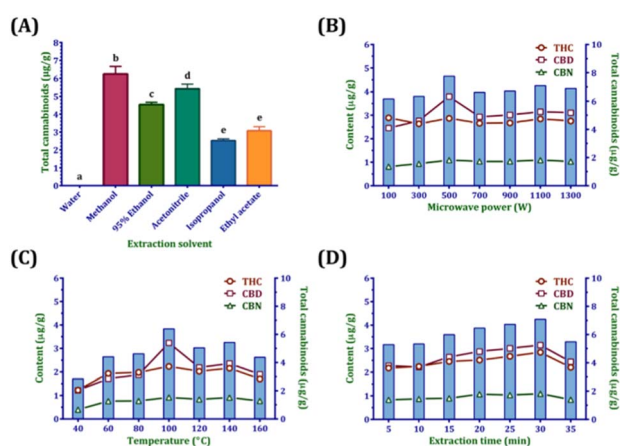 (A)
Total cannabinoids (µg/g)
8
7
6
5
4
3
2
1
0
a
b
c
d
e
e
Water
Methanol
95% Ethanol
Acetonitrile
Isopropanol
Ethyl acetate
Extraction solvent
(B)
THC
CBD
CBN
Content (µg/g)
6
5
4
3
2
1
0
Total cannabinoids (µg/g)
10
8
6
4
2
0
100 300 500 700 900 1100 1300
Microwave power (W)
(C)
THC
CBD
CBN
Content (µg/g)
6
5
4
3
2
1
0
Total cannabinoids (µg/g)
10
8
6
4
2
0
40 60 80 100 120 140 160
Temperature (°C)
(D)
THC
CBD
CBN
Content (µg/g)
6
5
4
3
2
1
0
Total cannabinoids (µg/g)
10
8
6
4
2
0
5 10 15 20 25 30 35
Extraction time (min)